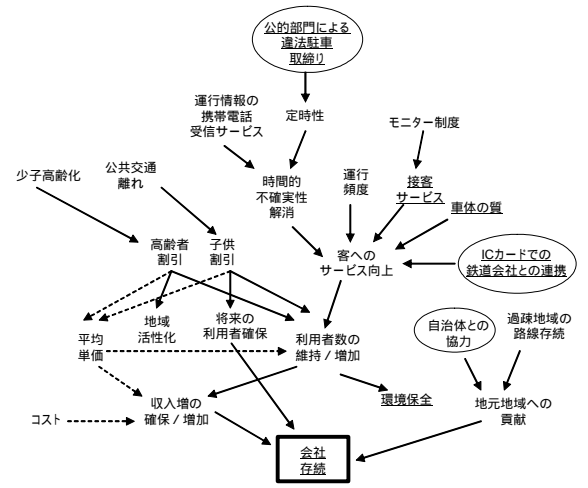 公的部門による
違法駐車
取締り
運行情報の
携帯電話
受信サービス
定時性
モニター制度
少子高齢化
公共交通
離れ
時間的
不確実性
解消
運行
頻度
接客
サービス
車体の質
高齢者
割引
子供
割引
客への
サービス向上
ICカードでの
鉄道会社との連携
地域
活性化
将来の
利用者確保
利用者数の
維持/増加
自治体との
協力
過疎地域の
路線存続
平均
単価
環境保全
コスト
収入増の
確保/増加
地元地域への
貢献
会社
存続